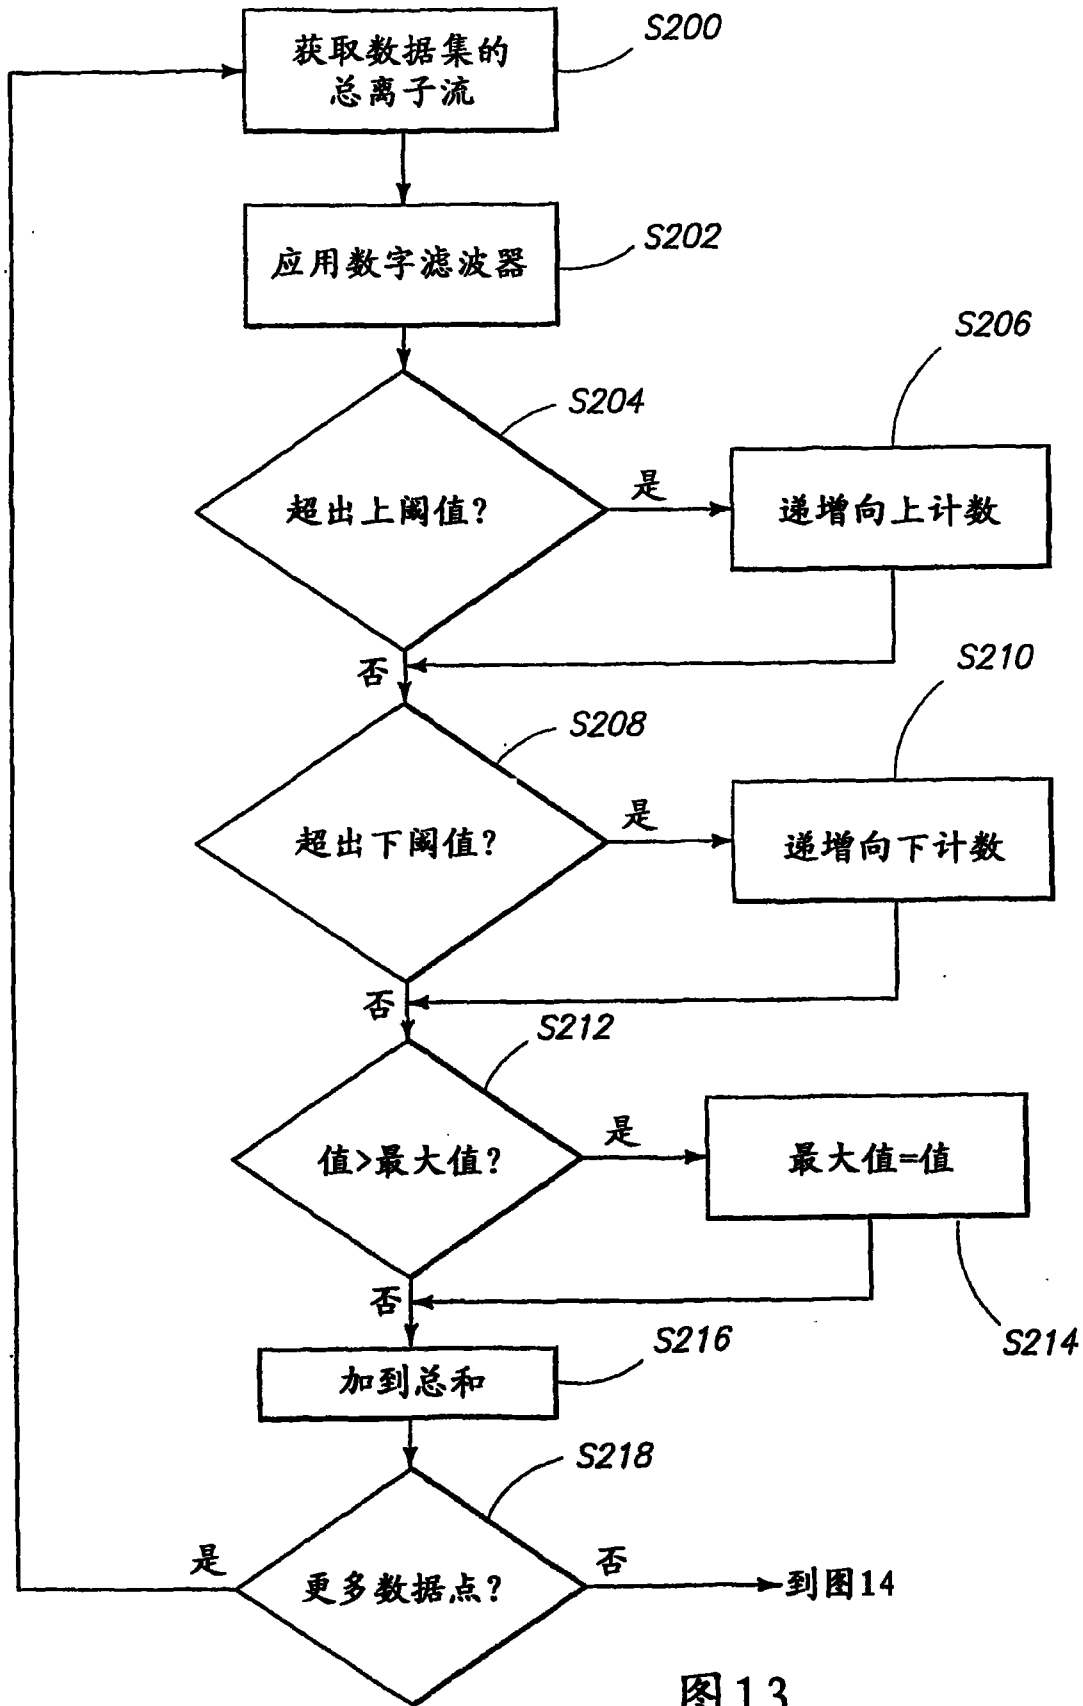 获取数据集的
总离子流
S200
应用数字滤波器
S202
S204
超出上阈值?
是
S206
递增向上计数
否
S208
超出下阈值?
是
S210
递增向下计数
否
S212
值>最大值?
是
最大值=值
S214
否
加到总和
S216
S218
更多数据点?
是
否
到图14
图13